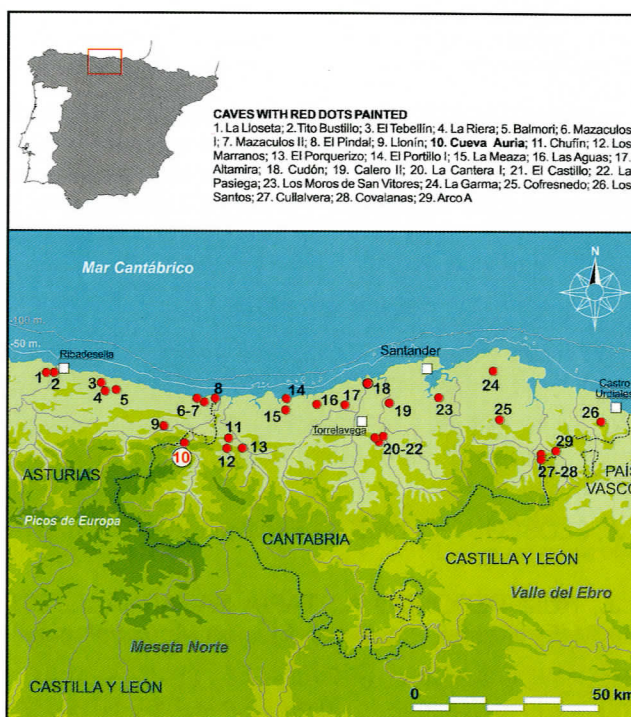 CAVES WITH RED DOTS PAINTED
1. La Lloseta; 2.Tito Bustillo; 3. El Tebellín; 4. La Riera; 5. Balmori; 6. Mazaculos
I; 7. Mazaculos II; 8. El Pindal; 9. Llonín; 10. Cueva Auria; 11. Chufín; 12. Los
Marranos; 13. El Porquerizo; 14. El Portillo I; 15. La Meaza; 16. Las Aguas; 17.
Altamira; 18. Cudón; 19. Calero II; 20. La Cantera I; 21. El Castillo; 22. La
Pasiega; 23. Los Moros de San Vitores; 24. La Garma; 25. Cofresnedo; 26. Los
Santos; 27. Cullalvera; 28. Covalanas; 29. Arco A
Mar Cantábrico
N
-100 m.
-50 m.
Ribadesella
Santander
1 2 3 4 5 6-7 8 14 15 16 17 18 19 23 24 25 26
Castro
Urdiales
Torrelavega
9 10 11 12 13 20-22 27-28 29
ASTURIAS
PAÍS
VASCO
Picos de Europa
CANTABRIA
CASTILLA Y LEÓN
Valle del Ebro
Meseta Norte
CASTILLA Y LEÓN
0 50 km